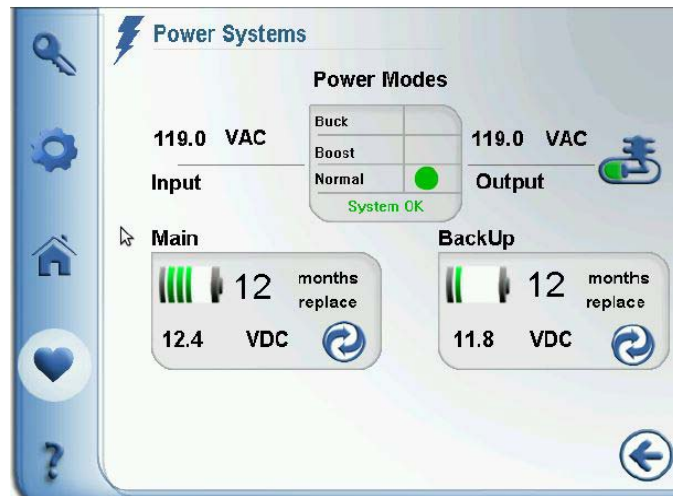 Power Systems
Power Modes
Buck
119.0 VAC
119.0 VAC
Boost
Input
Normal
Output
System OK
Main
BackUp
12 months
replace
12 months
replace
12.4 VDC
11.8 VDC
?